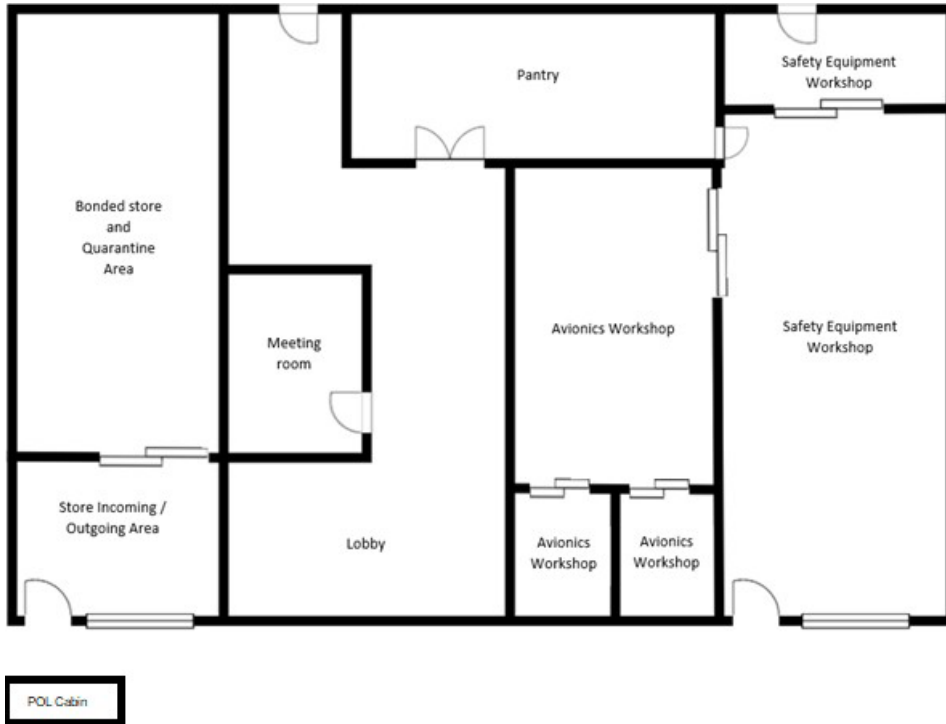 Pantry
Safety Equipment
Workshop
Bonded store
and
Quarantine
Area
Meeting
room
Avionics Workshop
Safety Equipment
Workshop
Store Incoming /
Outgoing Area
Lobby
Avionics
Workshop
Avionics
Workshop
POL Cabin